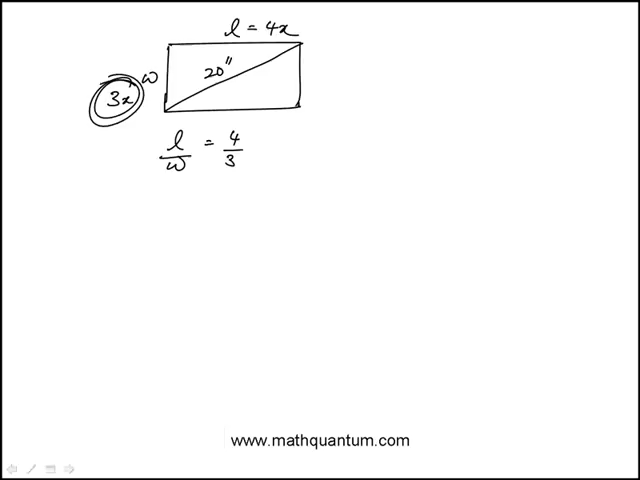 l = 4x
20"
w
3x
l/w = 4/3
www.mathquantum.com